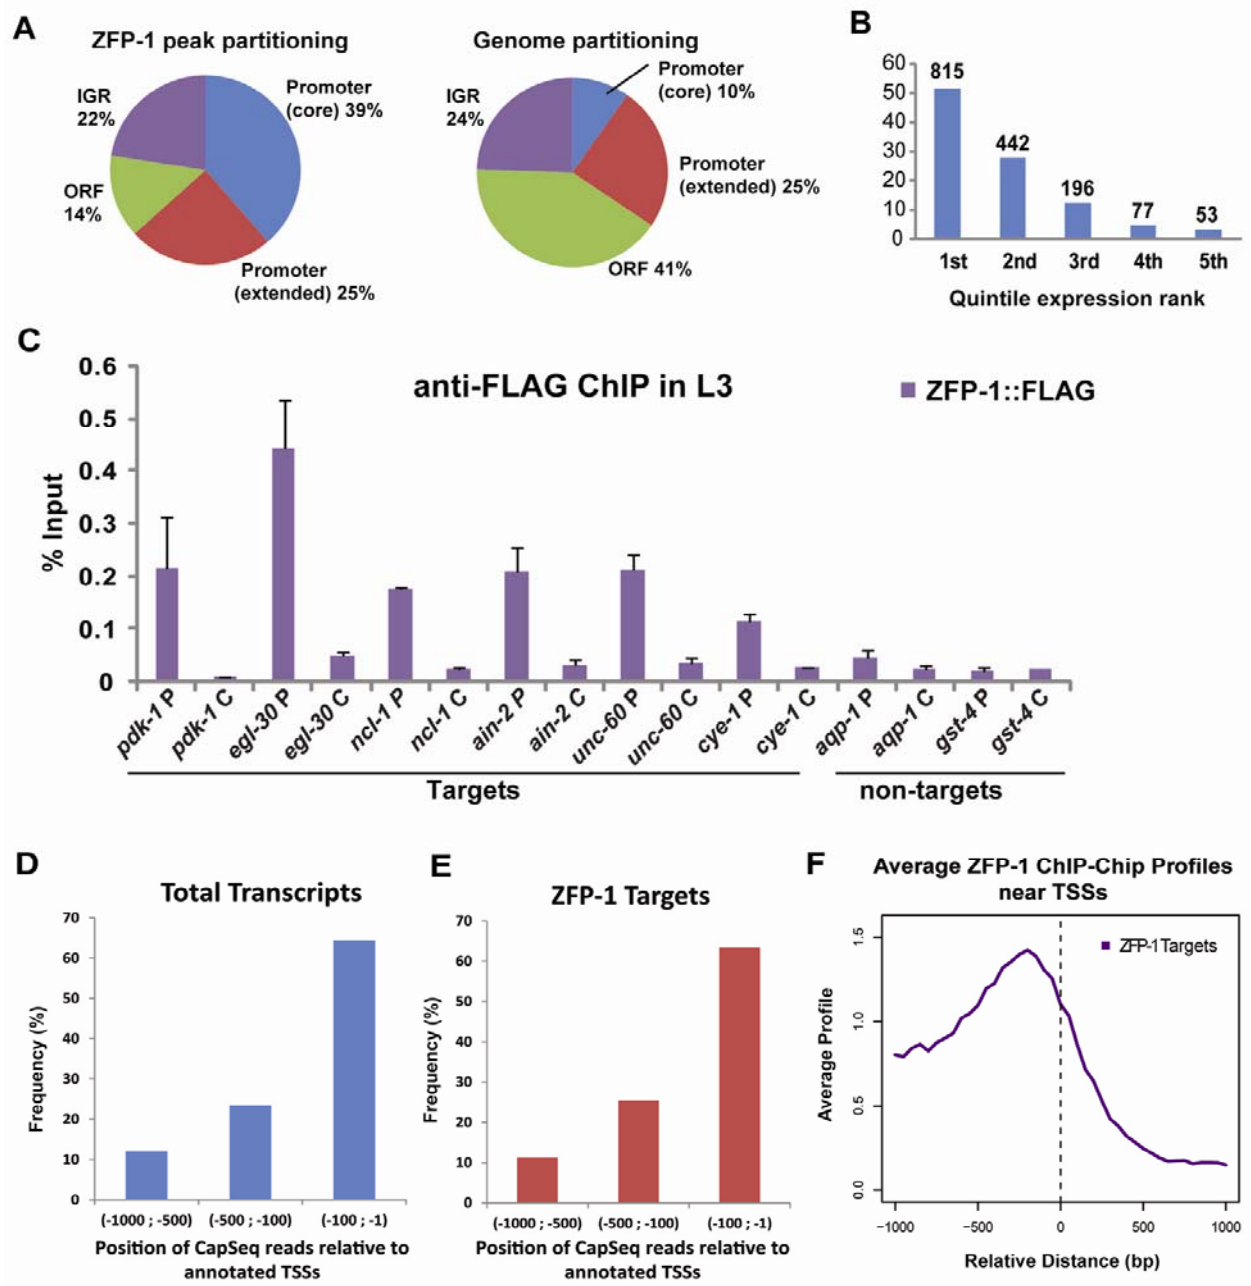 A
ZFP-1 peak partitioning
IGR
22%
Promoter
(core) 39%
ORF
14%
Promoter
(extended) 25%
Genome partitioning
Promoter
(core) 10%
IGR
24%
Promoter
(extended) 25%
ORF 41%
B
60
50
40
30
20
10
0
815
442
196
77
53
1st 2nd 3rd 4th 5th
Quintile expression rank
C
anti-FLAG ChIP in L3
ZFP-1::FLAG
% Input
0.6
0.5
0.4
0.3
0.2
0.1
0
pdk-1 P
pdk-1 C
egl-30 P
egl-30 C
ncl-1 P
ncl-1 C
ain-2 P
ain-2 C
unc-60 P
unc-60 C
cye-1 P
cye-1 C
aqp-1 P
aqp-1 C
gst-4 P
gst-4 C
Targets
non-targets
D
Total Transcripts
Frequency (%)
70
60
50
40
30
20
10
0
(-1000 ; -500) (-500 ; -100) (-100 ; -1)
Position of CapSeq reads relative to
annotated TSSs
E
ZFP-1 Targets
Frequency (%)
70
60
50
40
30
20
10
0
(-1000 ; -500) (-500 ; -100) (-100 ; -1)
Position of CapSeq reads relative to
annotated TSSs
F
Average ZFP-1 ChIP-Chip Profiles
near TSSs
ZFP-1 Targets
Average Profile
1.5
1.0
0.5
0.0
−1000 −500 0 500 1000
Relative Distance (bp)